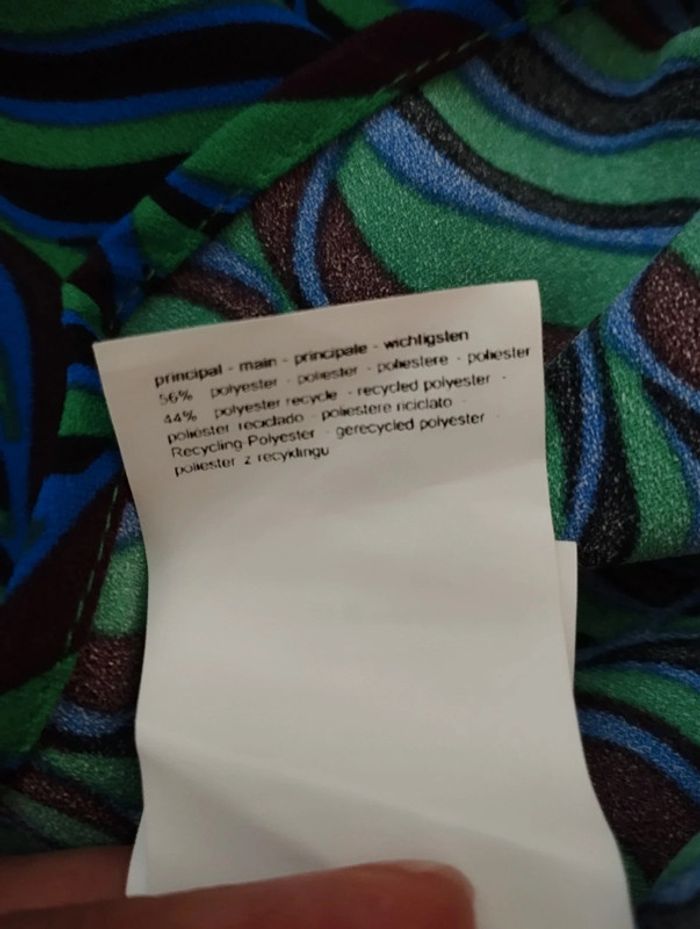 principal - main - principale - wichtigsten
56% polyester - poliester - poliestere - poliester
44% polyester recycle - recycled polyester -
poliéster reciclado - poliestere riciclato -
Recycling-Polyester - gerecycled polyester -
poliester z recyklingu